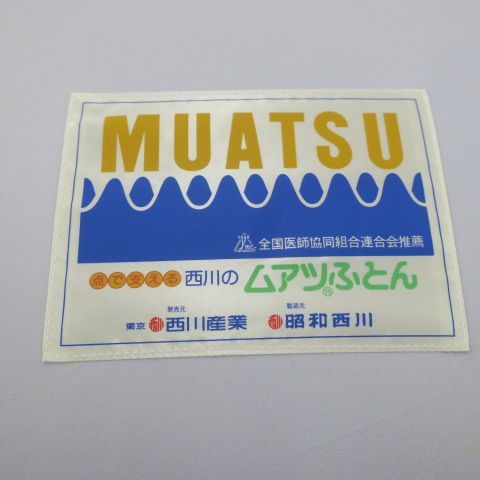 MUATSU
全国医師協同組合連合会推薦
点で支える 西川の ムアツふとん®
発売元 製造元
東京 西川産業 昭和西川